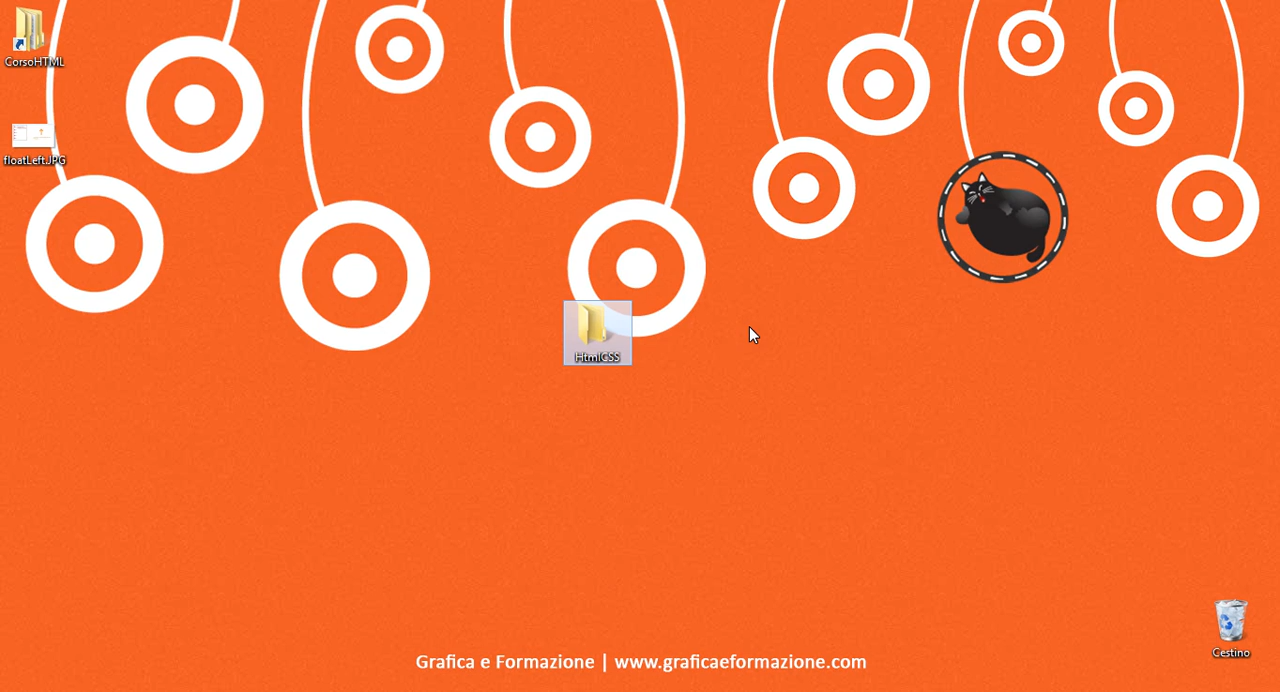 CorsoHTML
floatLeft.JPG
HtmlCSS
Cestino
Grafica e Formazione | www.graficaeformazione.com